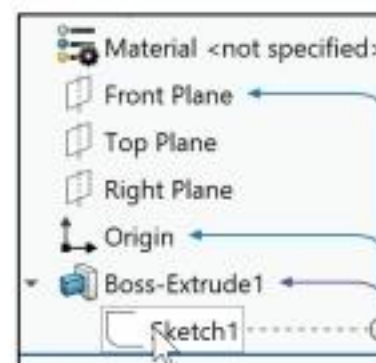 Material <not specified>
Front Plane
Top Plane
Right Plane
Origin
Boss-Extrude1
Sketch1